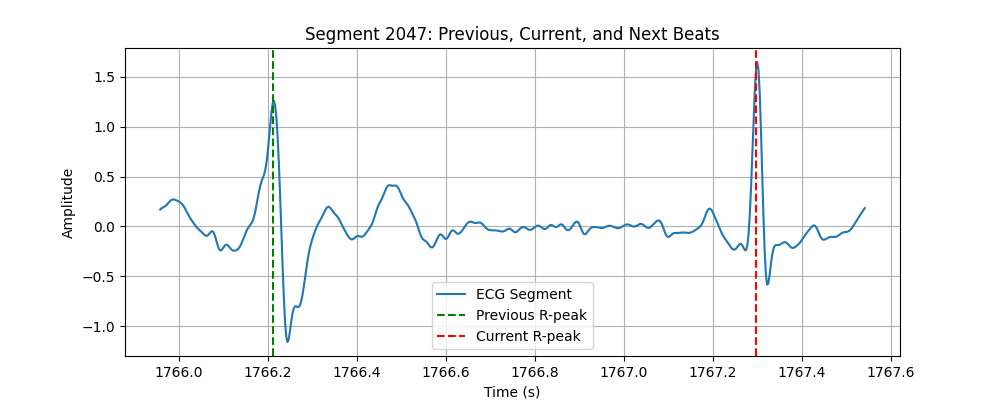 Segment 2047: Previous, Current, and Next Beats
Amplitude
1.5
1.0
0.5
0.0
−0.5
−1.0
ECG Segment
Previous R-peak
Current R-peak
1766.0 1766.2 1766.4 1766.6 1766.8 1767.0 1767.2 1767.4 1767.6
Time (s)